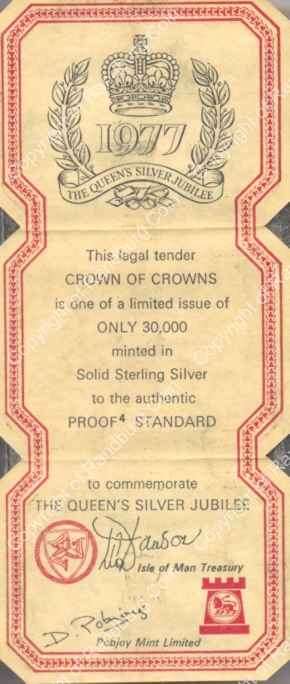 1977
THE QUEEN'S SILVER JUBILEE
This legal tender
CROWN OF CROWNS
is one of a limited issue of
ONLY 30,000
minted in
Solid Sterling Silver
to the authentic
PROOF⁴ STANDARD
to commemorate
THE QUEEN'S SILVER JUBILEE
Isle of Man Treasury
D. Pobjoy
Pobjoy Mint Limited